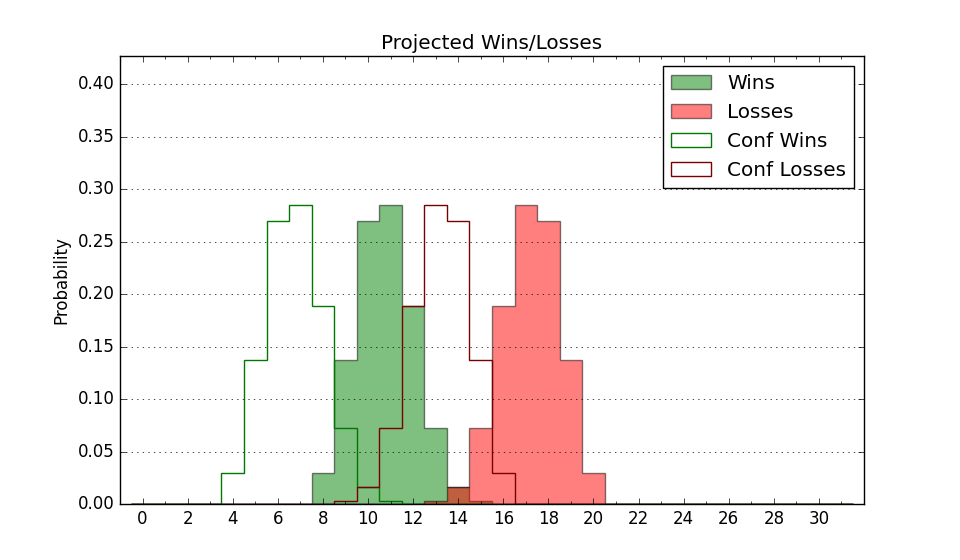 Projected Wins/Losses
Wins
Losses
Conf Wins
Conf Losses
Probability
0.40
0.35
0.30
0.25
0.20
0.15
0.10
0.05
0.00
0 2 4 6 8 10 12 14 16 18 20 22 24 26 28 30